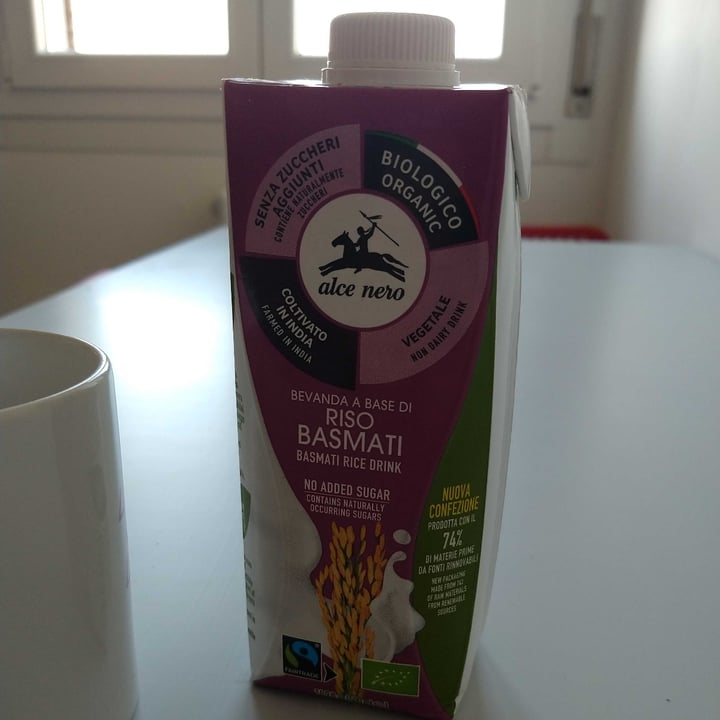 SENZA ZUCCHERI
AGGIUNTI
CONTIENE NATURALMENTE
ZUCCHERI
BIOLOGICO
ORGANIC
alce nero
COLTIVATO
IN INDIA
FARMED IN INDIA
VEGETALE
NON DAIRY DRINK
BEVANDA A BASE DI
RISO
BASMATI
BASMATI RICE DRINK
NO ADDED SUGAR
CONTAINS NATURALLY
OCCURRING SUGARS
NUOVA
CONFEZIONE
PRODOTTA CON IL
74%
DI MATERIE PRIME
DA FONTI RINNOVABILI
NEW PACKAGING
MADE FROM 74%
OF RAW MATERIALS
FROM RENEWABLE
SOURCES
FAIRTRADE